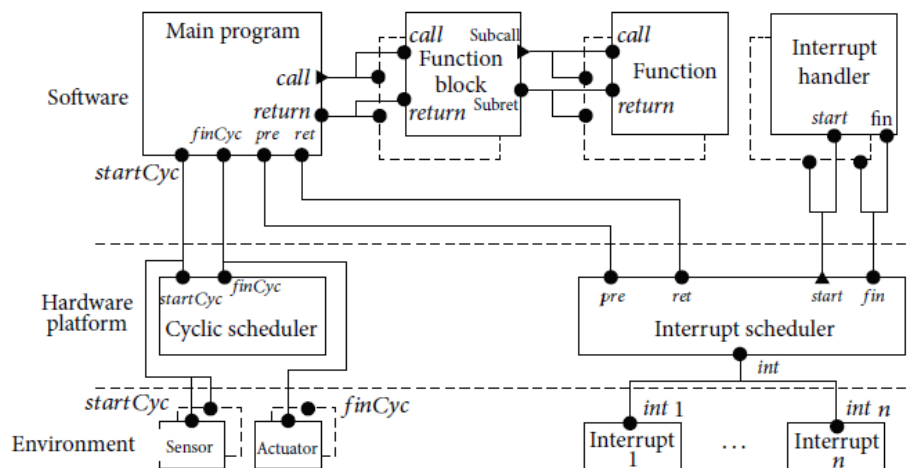 Main program
call
return
finCyc
pre
ret
startCyc
Software
call
Function
block
return
Subcall
Subret
call
Function
return
Interrupt
handler
start
fin
Hardware
platform
startCyc
finCyc
Cyclic scheduler
pre
ret
start
fin
Interrupt scheduler
int
startCyc
finCyc
int 1
int n
Environment
Sensor
Actuator
Interrupt
1
...
Interrupt
n